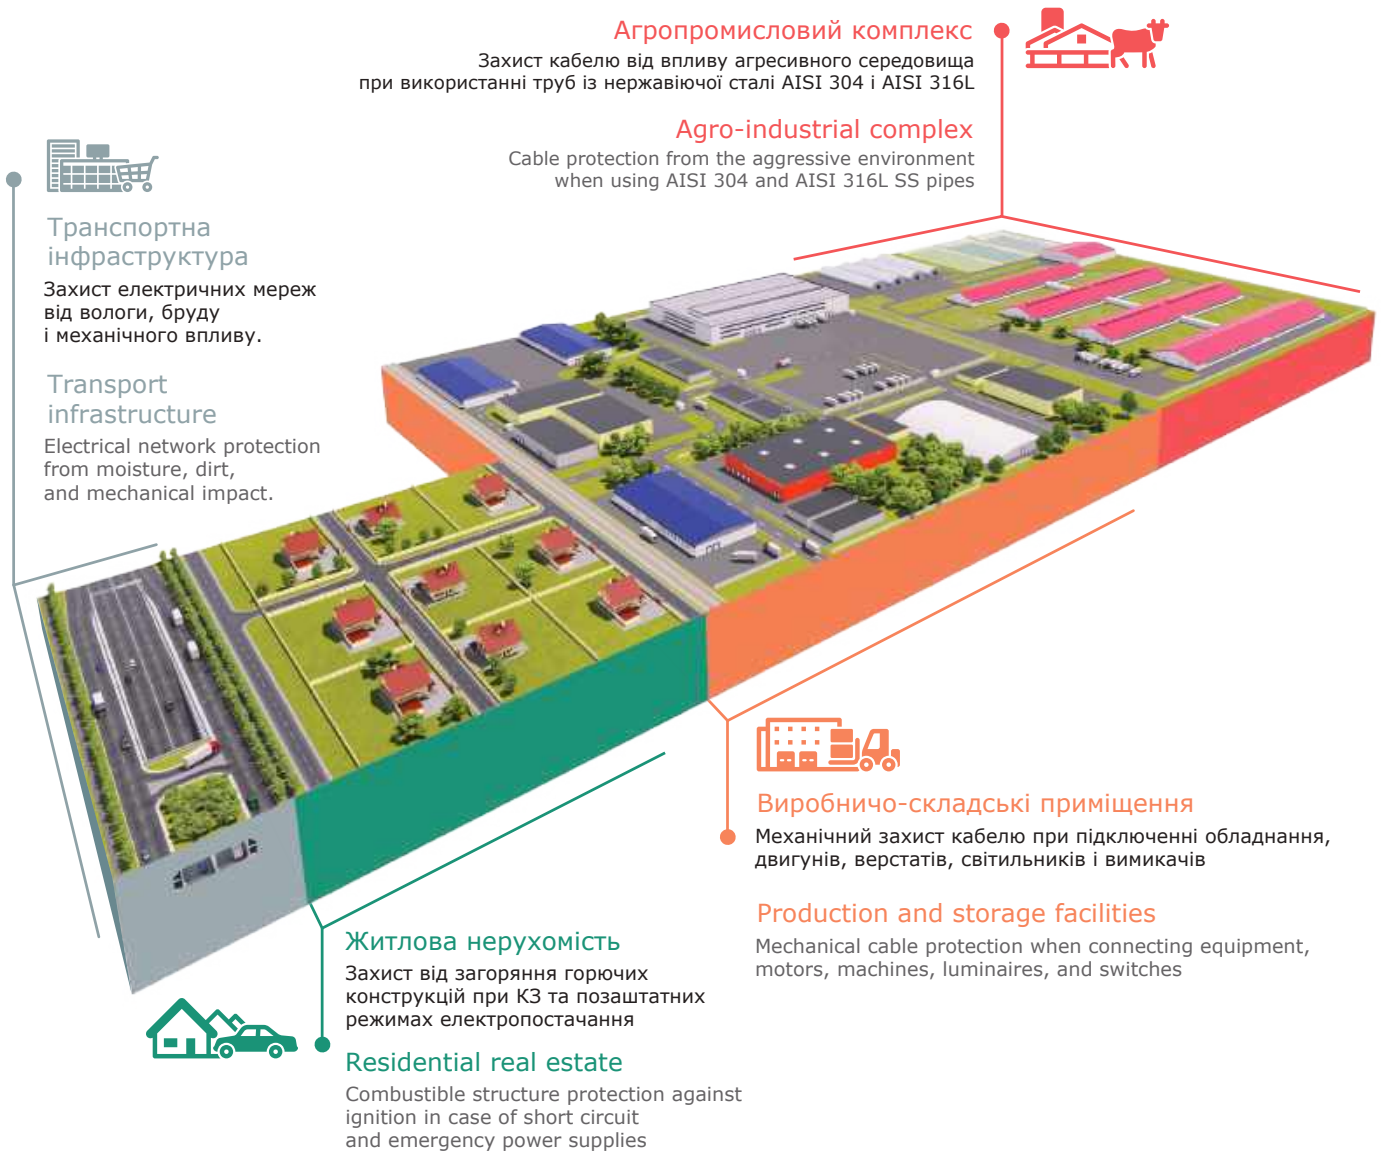 Агропромисловий комплекс
Захист кабелю від впливу агресивного середовища
при використанні труб із нержавіючої сталі AISI 304 і AISI 316L
Agro-industrial complex
Cable protection from the aggressive environment
when using AISI 304 and AISI 316L SS pipes
Транспортна
інфраструктура
Захист електричних мереж
від вологи, бруду
і механічного впливу.
Transport
infrastructure
Electrical network protection
from moisture, dirt,
and mechanical impact.
Виробничо-складські приміщення
Механічний захист кабелю при підключенні обладнання,
двигунів, верстатів, світильників і вимикачів
Production and storage facilities
Mechanical cable protection when connecting equipment,
motors, machines, luminaires, and switches
Житлова нерухомість
Захист від загоряння горючих
конструкцій при КЗ та позаштатних
режимах електропостачання
Residential real estate
Combustible structure protection against
ignition in case of short circuit
and emergency power supplies